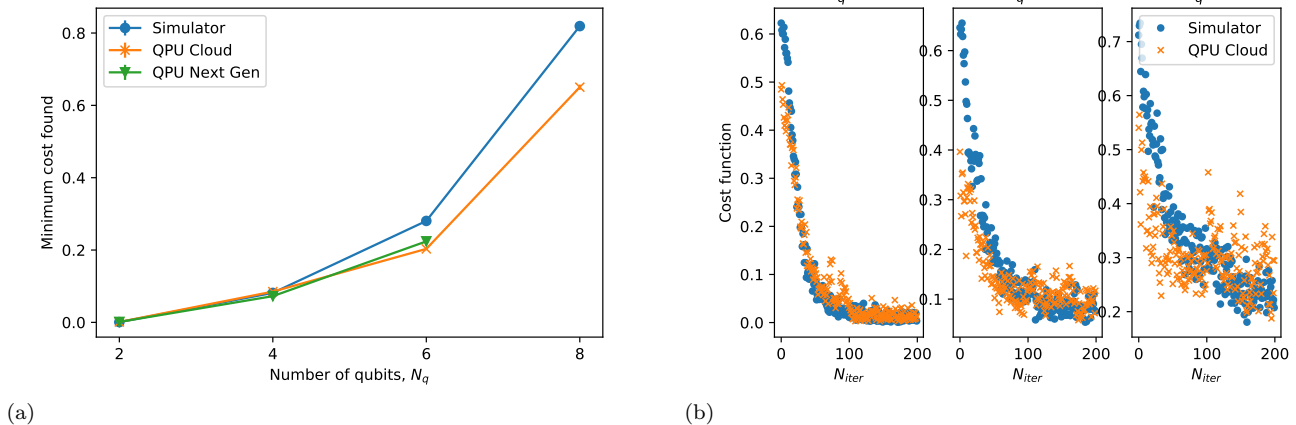 Simulator
QPU Cloud
QPU Next Gen
Minimum cost found
0.8
0.6
0.4
0.2
0.0
2 4 6 8
Number of qubits, N_q
(a)
q q
Cost function
0.6
0.5
0.4
0.3
0.2
0.1
0.0
0 100 200
N_iter
0.6
0.5
0.4
0.3
0.2
0.1
0 100 200
N_iter
Simulator
QPU Cloud
0.7
0.6
0.5
0.4
0.3
0.2
0 100 200
N_iter
(b)